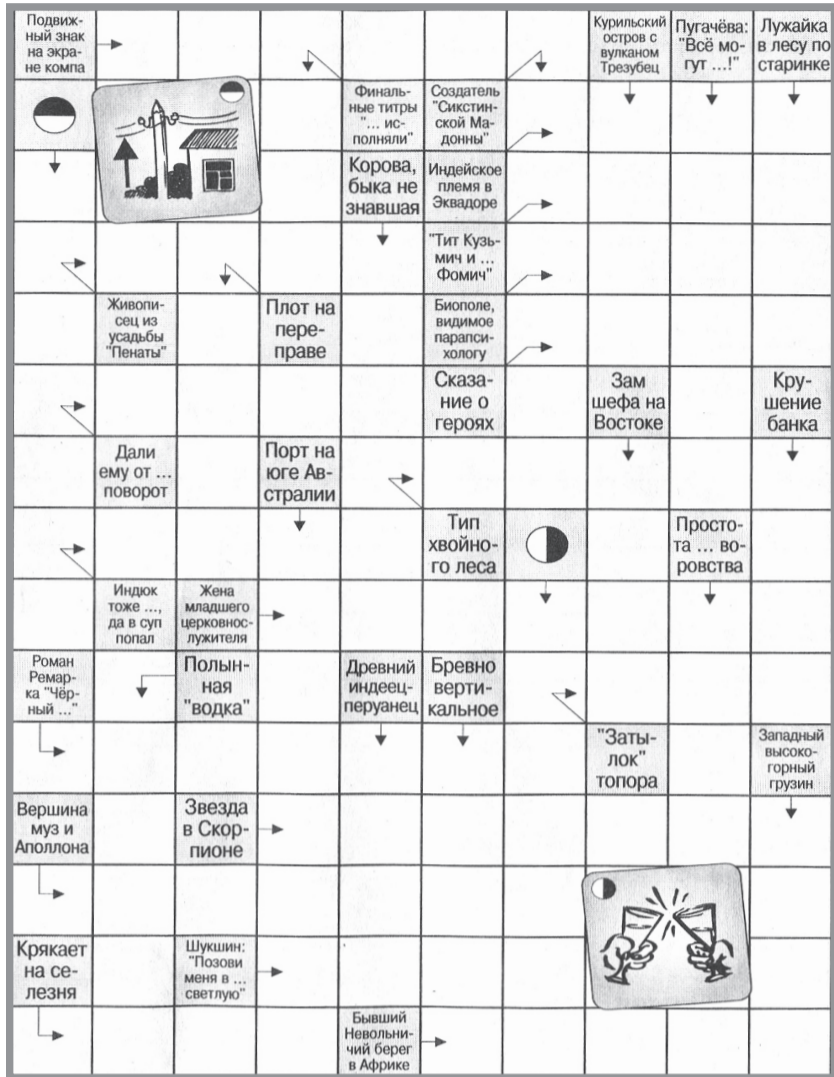 Подвиж-
ный знак
на экра-
не компа
Курильский
остров с
вулканом
Трезубец
Пугачёва:
"Всё мо-
гут ...!"
Лужайка
в лесу по
старинке
Финаль-
ные титры
"... ис-
полняли"
Создатель
"Сикстин-
ской Ма-
донны"
Корова,
быка не
знавшая
Индейское
племя в
Эквадоре
"Тит Кузь-
мич и ...
Фомич"
Живопи-
сец из
усадьбы
"Пенаты"
Плот на
пере-
праве
Биополе,
видимое
парапси-
хологу
Сказа-
ние о
героях
Зам
шефа на
Востоке
Кру-
шение
банка
Дали
ему от ...
поворот
Порт на
юге Ав-
стралии
Тип
хвойно-
го леса
Просто-
та ... во-
ровства
Индюк
тоже ...,
да в суп
попал
Жена
младшего
церковнос-
лужителя
Роман
Ремар-
ка "Чёр-
ный ..."
Полын-
ная
"водка"
Древний
индеец-
перуанец
Бревно
верти-
кальное
"Заты-
лок"
топора
Западный
высоко-
горный
грузин
Вершина
муз и
Аполлона
Звезда
в Скор-
пионе
Крякает
на се-
лезня
Шукшин:
"Позови
меня в ...
светлую"
Бывший
Невольни-
чий берег
в Африке